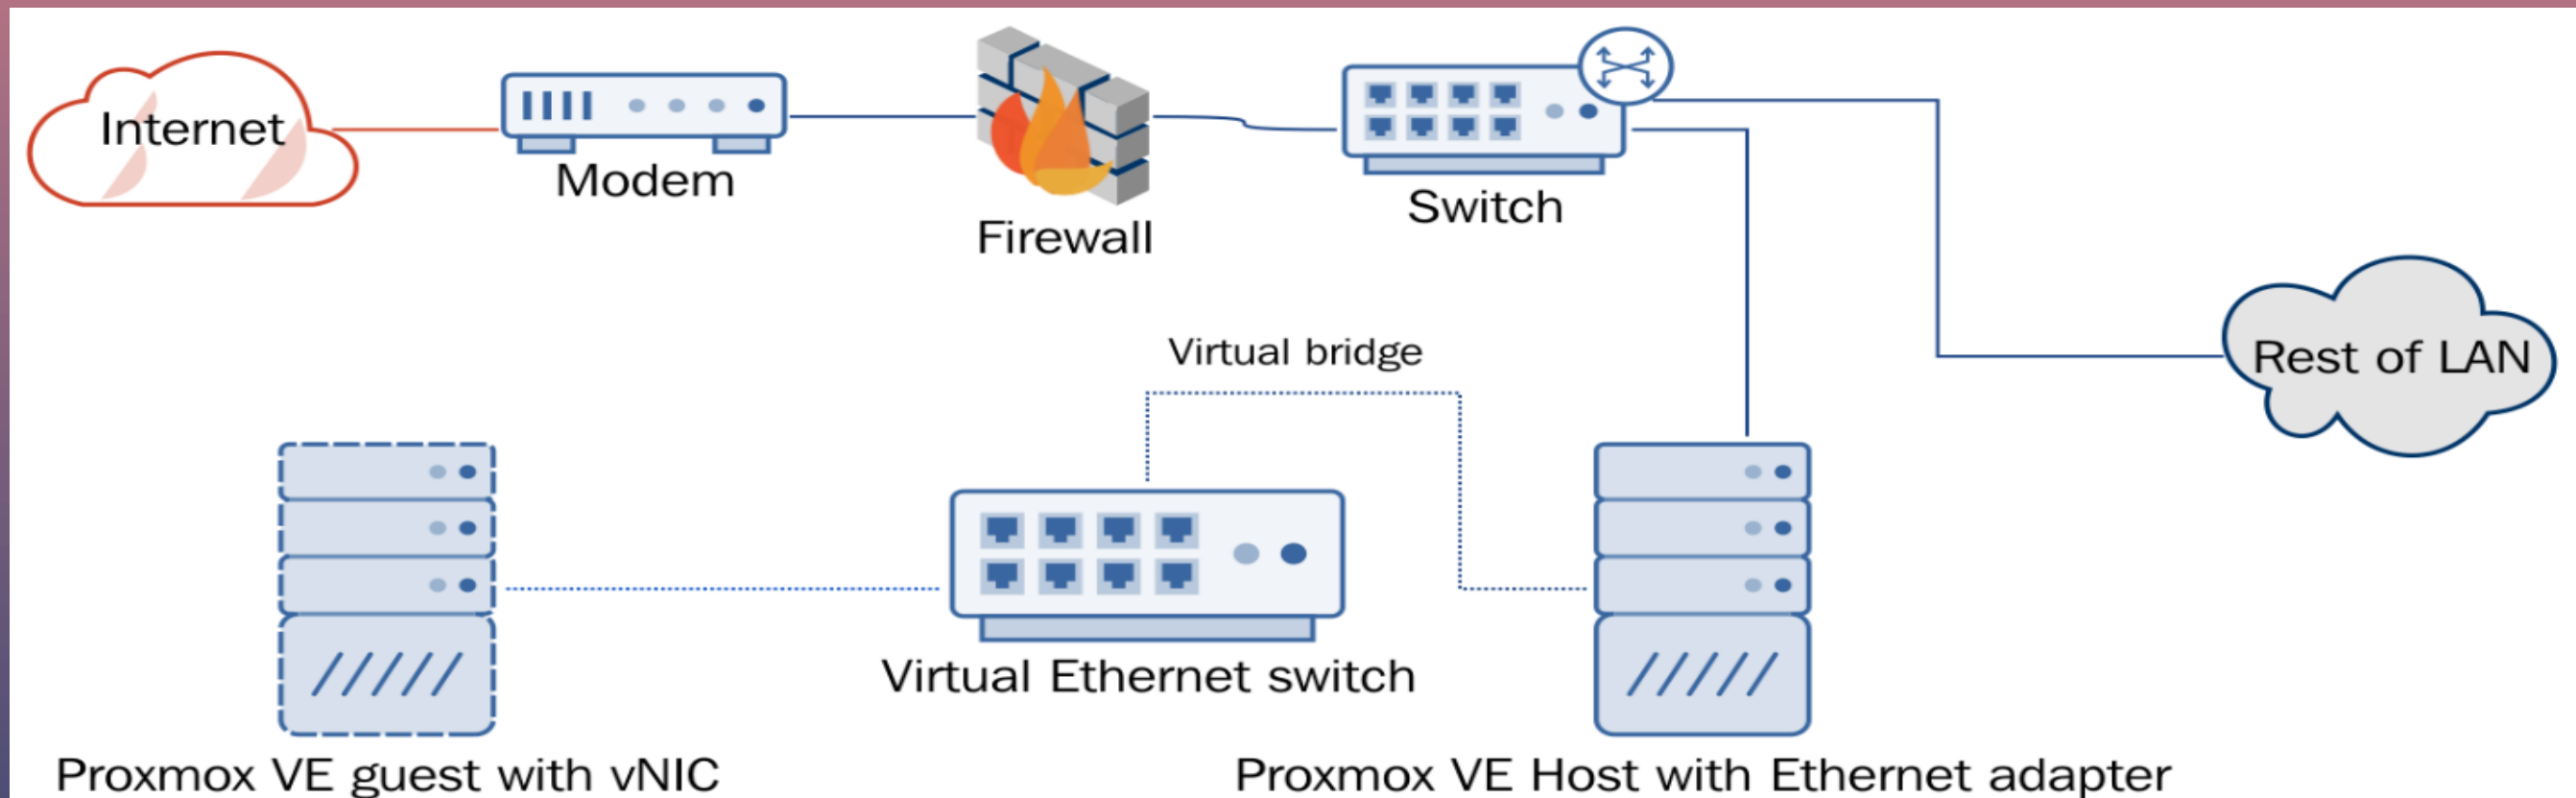 Internet
Modem
Firewall
Switch
Rest of LAN
Virtual bridge
Virtual Ethernet switch
Proxmox VE guest with vNIC
Proxmox VE Host with Ethernet adapter